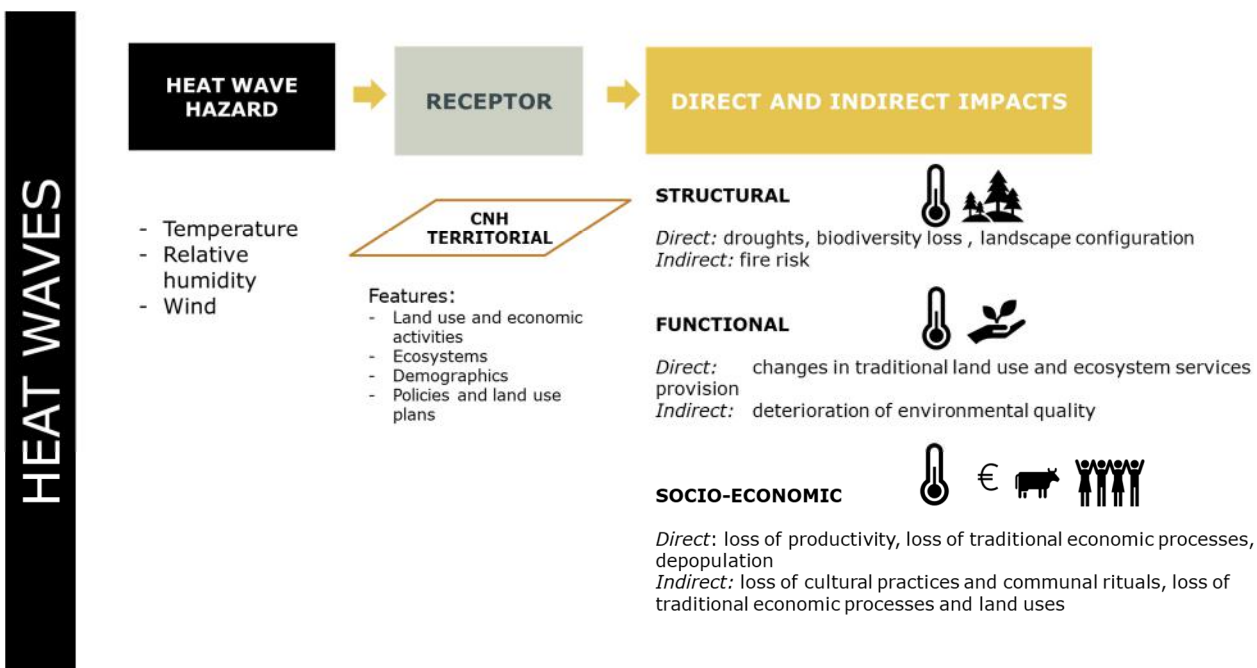 HEAT WAVES
HEAT WAVE
HAZARD
RECEPTOR
DIRECT AND INDIRECT IMPACTS
- Temperature
- Relative
humidity
- Wind
CNH
TERRITORIAL
Features:
- Land use and economic
activities
- Ecosystems
- Demographics
- Policies and land use
plans
STRUCTURAL
Direct: droughts, biodiversity loss , landscape configuration
Indirect: fire risk
FUNCTIONAL
Direct: changes in traditional land use and ecosystem services
provision
Indirect: deterioration of environmental quality
€
SOCIO-ECONOMIC
Direct: loss of productivity, loss of traditional economic processes,
depopulation
Indirect: loss of cultural practices and communal rituals, loss of
traditional economic processes and land uses